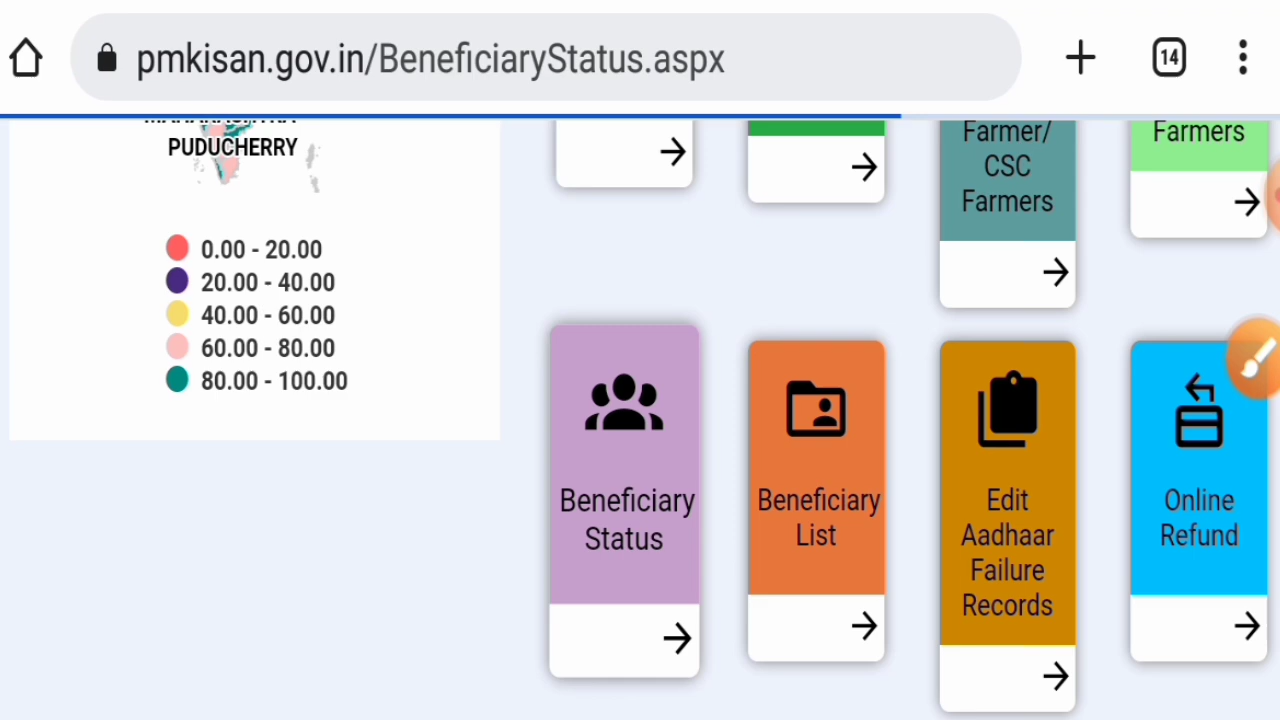 pmkisan.gov.in/BeneficiaryStatus.aspx
14
MAHARASHTRA
PUDUCHERRY
0.00 - 20.00
20.00 - 40.00
40.00 - 60.00
60.00 - 80.00
80.00 - 100.00
Farmer/
CSC
Farmers
Farmers
Beneficiary
Status
Beneficiary
List
Edit
Aadhaar
Failure
Records
Online
Refund